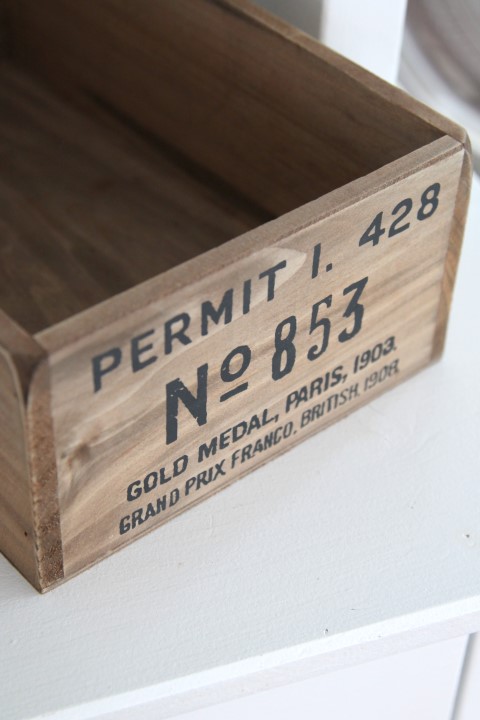 PERMIT I. 428
No 853
GOLD MEDAL, PARIS, 1903.
GRAND PRIX FRANCO. BRITISH. 1908.